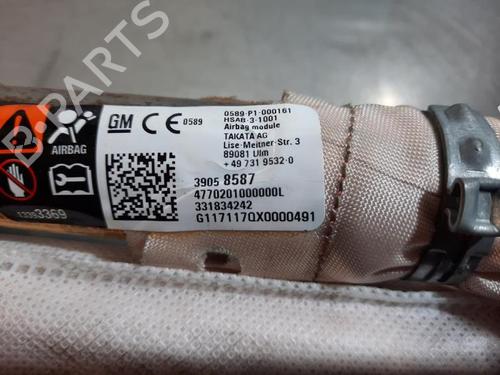 GM CE 0589
0589-P1-000161
HSAB-3-1001
Airbag module
TAKATA AG
Lise-Meitner-Str. 3
89081 Ulm
+49 731 9532-0
AIRBAG
3905 8587
4770201000000L
331834242
G117117QX0000491
3369
B-PARTS